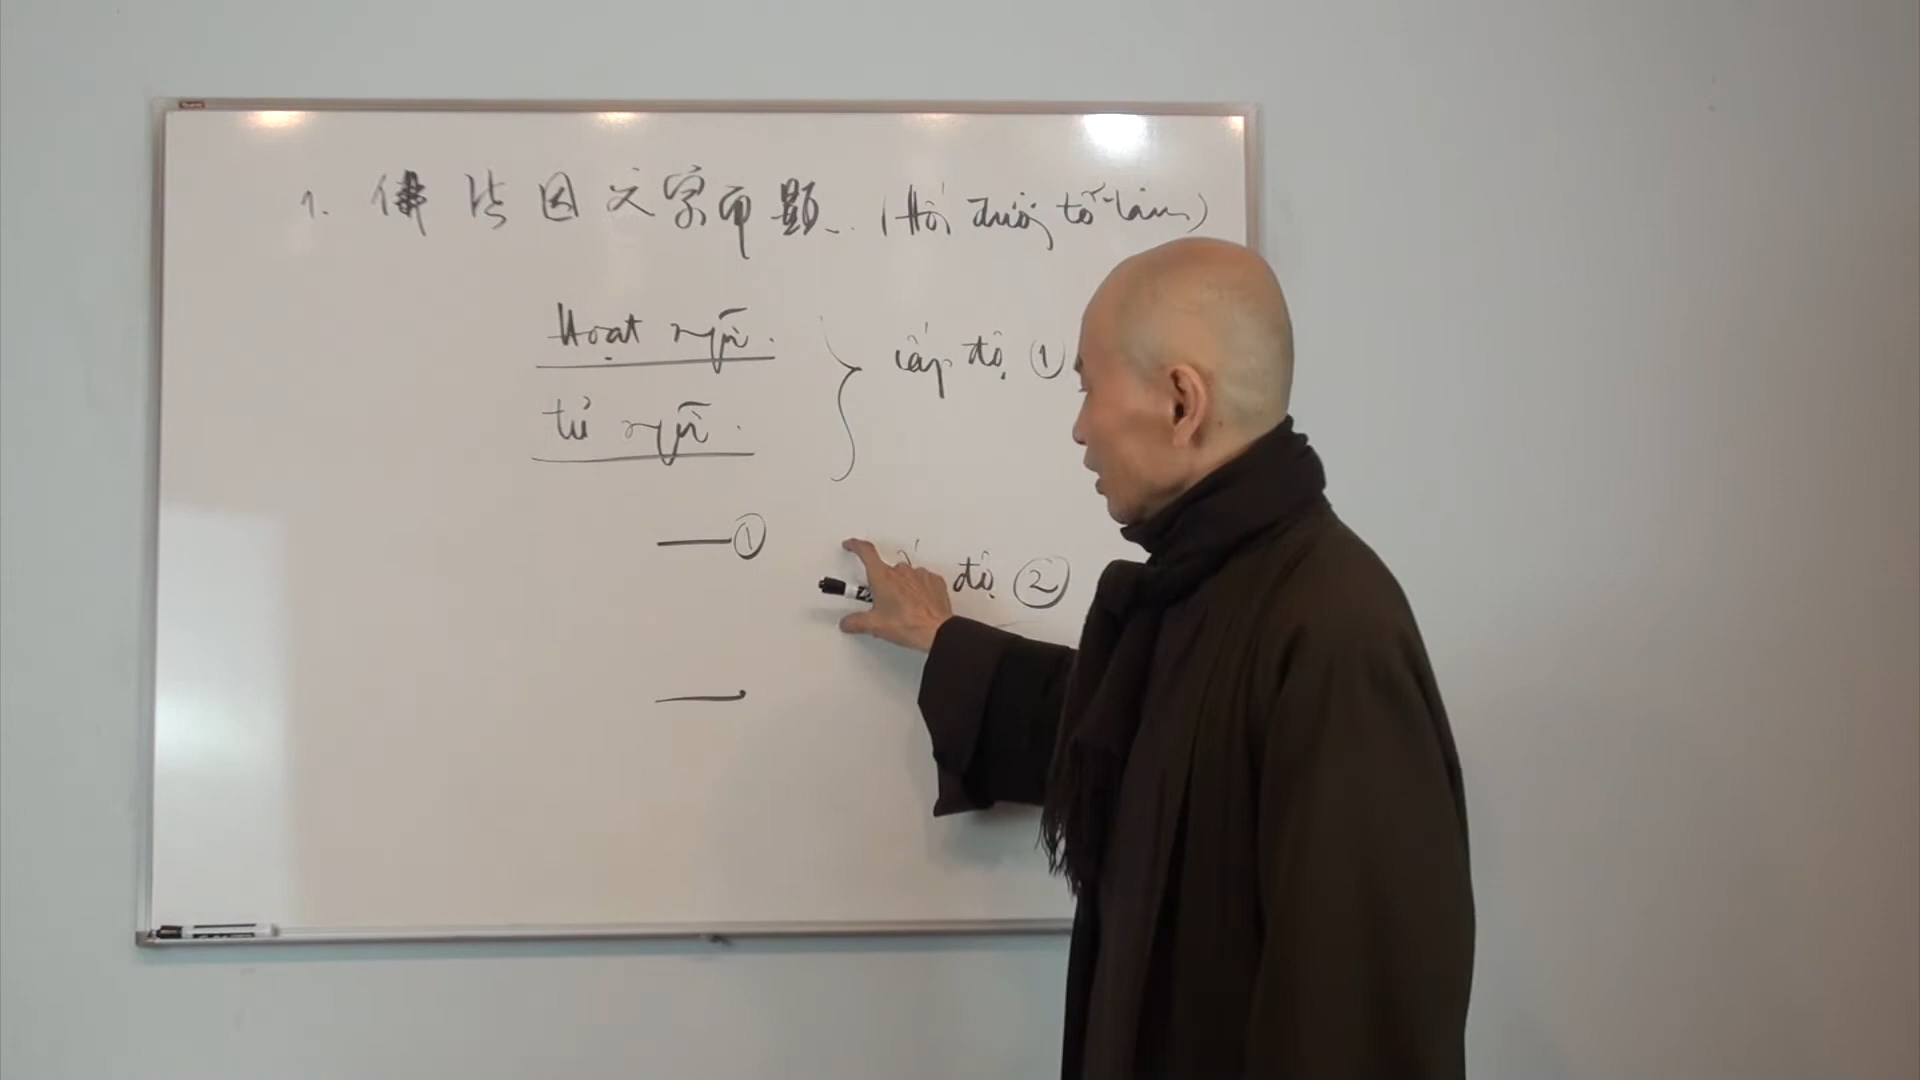 1. 佛法因文字而顯. (Hối đường tổ-tâm)
Hoạt ngữ.
tử ngữ.
cấp độ ①
①
độ ②